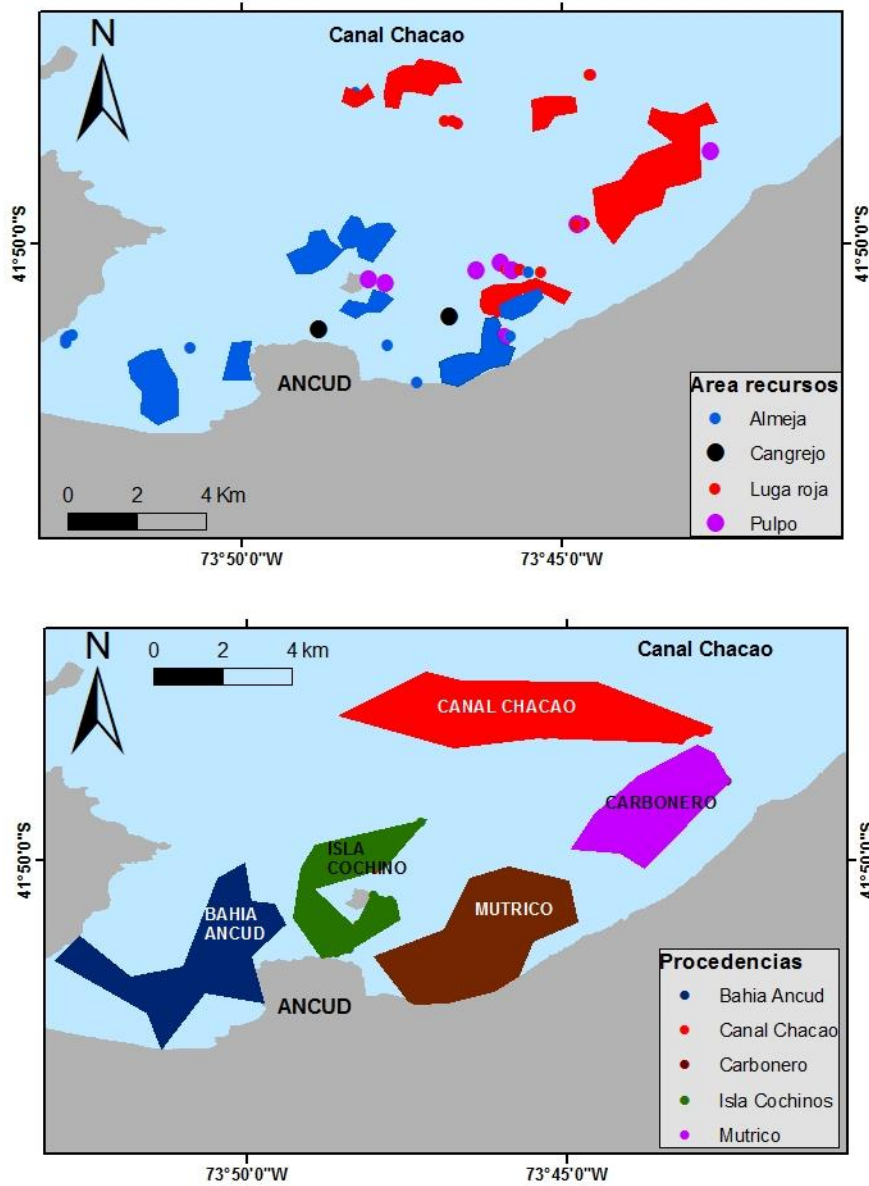 Canal Chacao
N
41°50'0"S
41°50'0"S
ANCUD
Area recursos
Almeja
Cangrejo
Luga roja
Pulpo
0 2 4 Km
73°50'0"W
73°45'0"W
0 2 4 km
Canal Chacao
N
CANAL CHACAO
CARBONERO
ISLA
COCHINO
41°50'0"S
41°50'0"S
MUTRICO
BAHIA
ANCUD
ANCUD
Procedencias
Bahia Ancud
Canal Chacao
Carbonero
Isla Cochinos
Mutrico
73°50'0"W
73°45'0"W